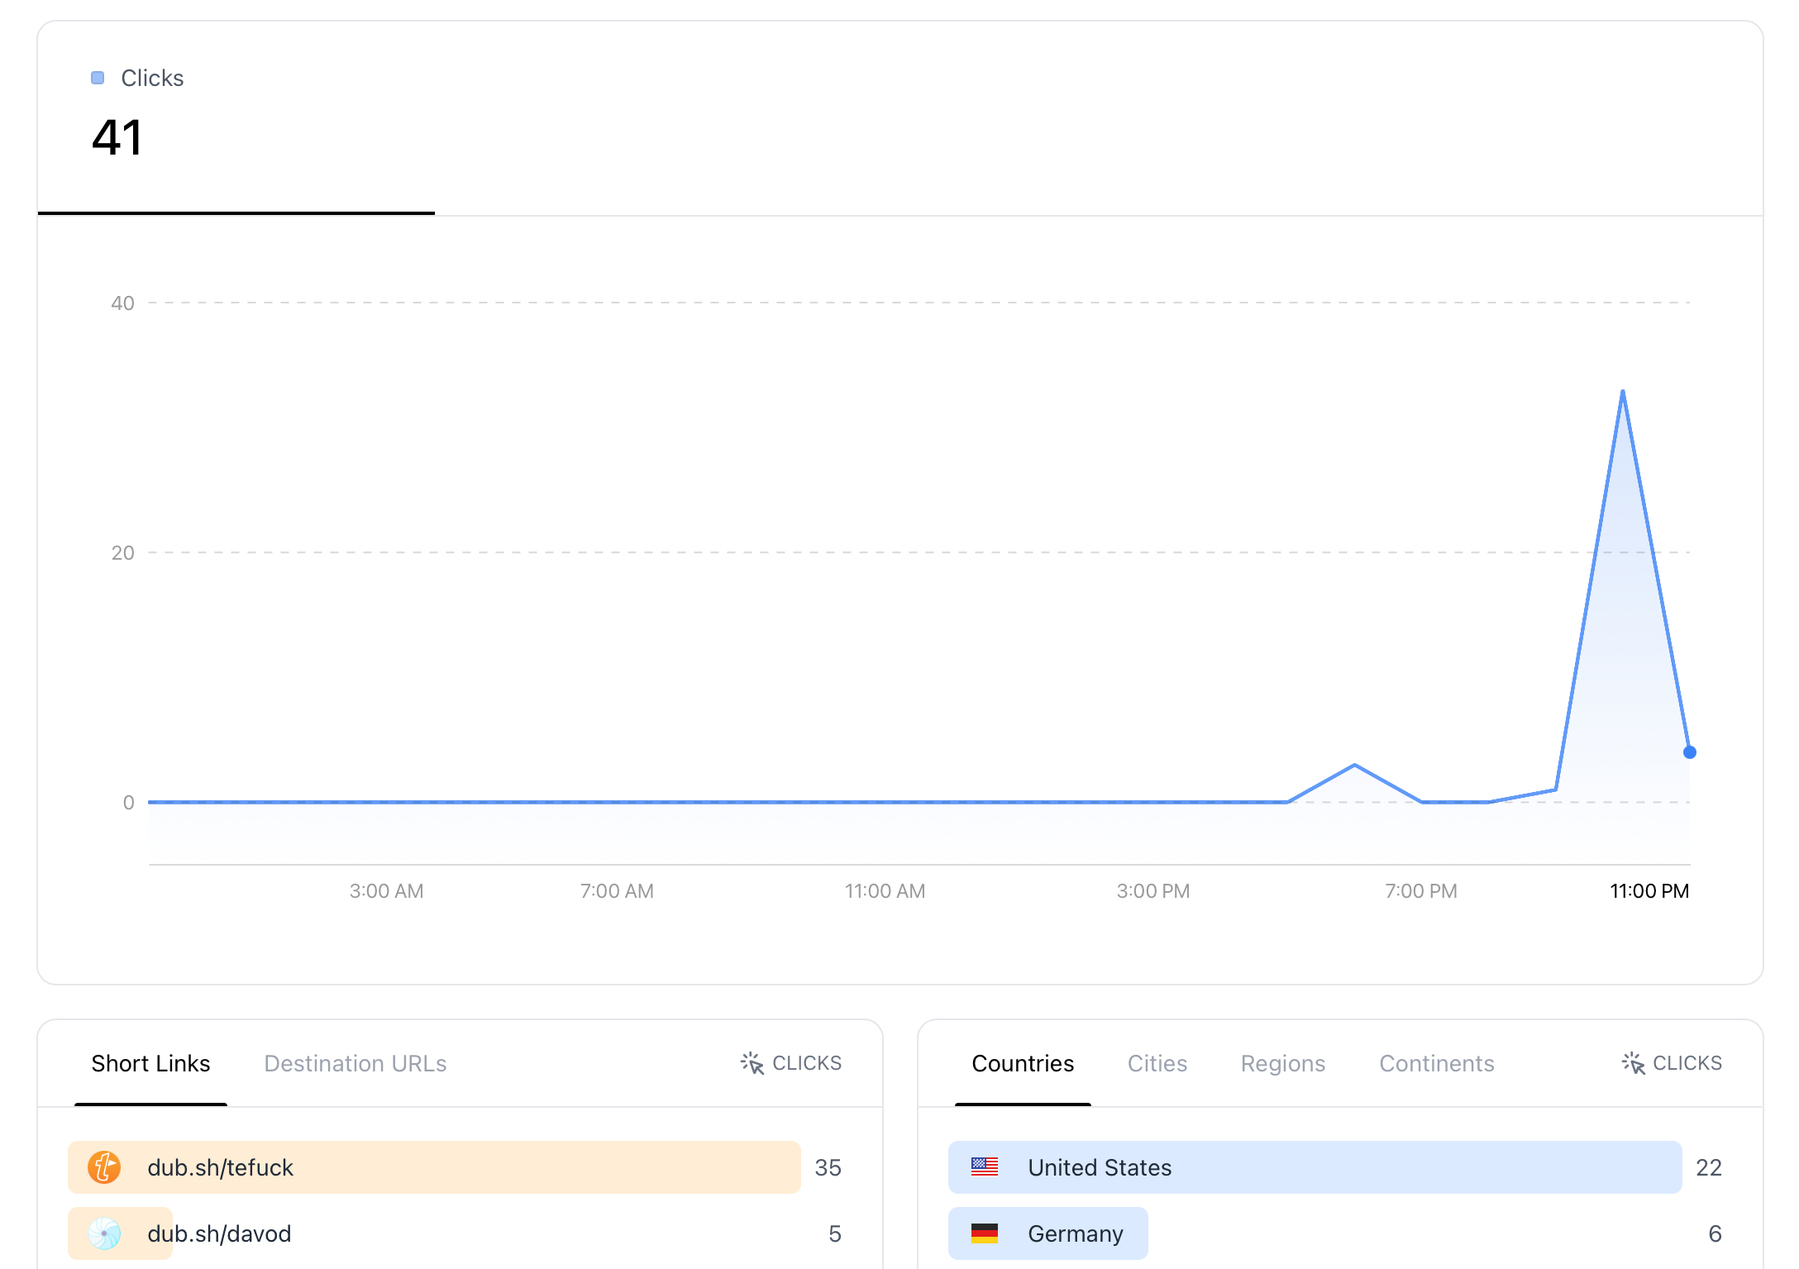 Clicks
41
40
20
0
3:00 AM 7:00 AM 11:00 AM 3:00 PM 7:00 PM 11:00 PM
Short Links Destination URLs CLICKS
dub.sh/tefuck 35
dub.sh/davod 5
Countries Cities Regions Continents CLICKS
United States 22
Germany 6